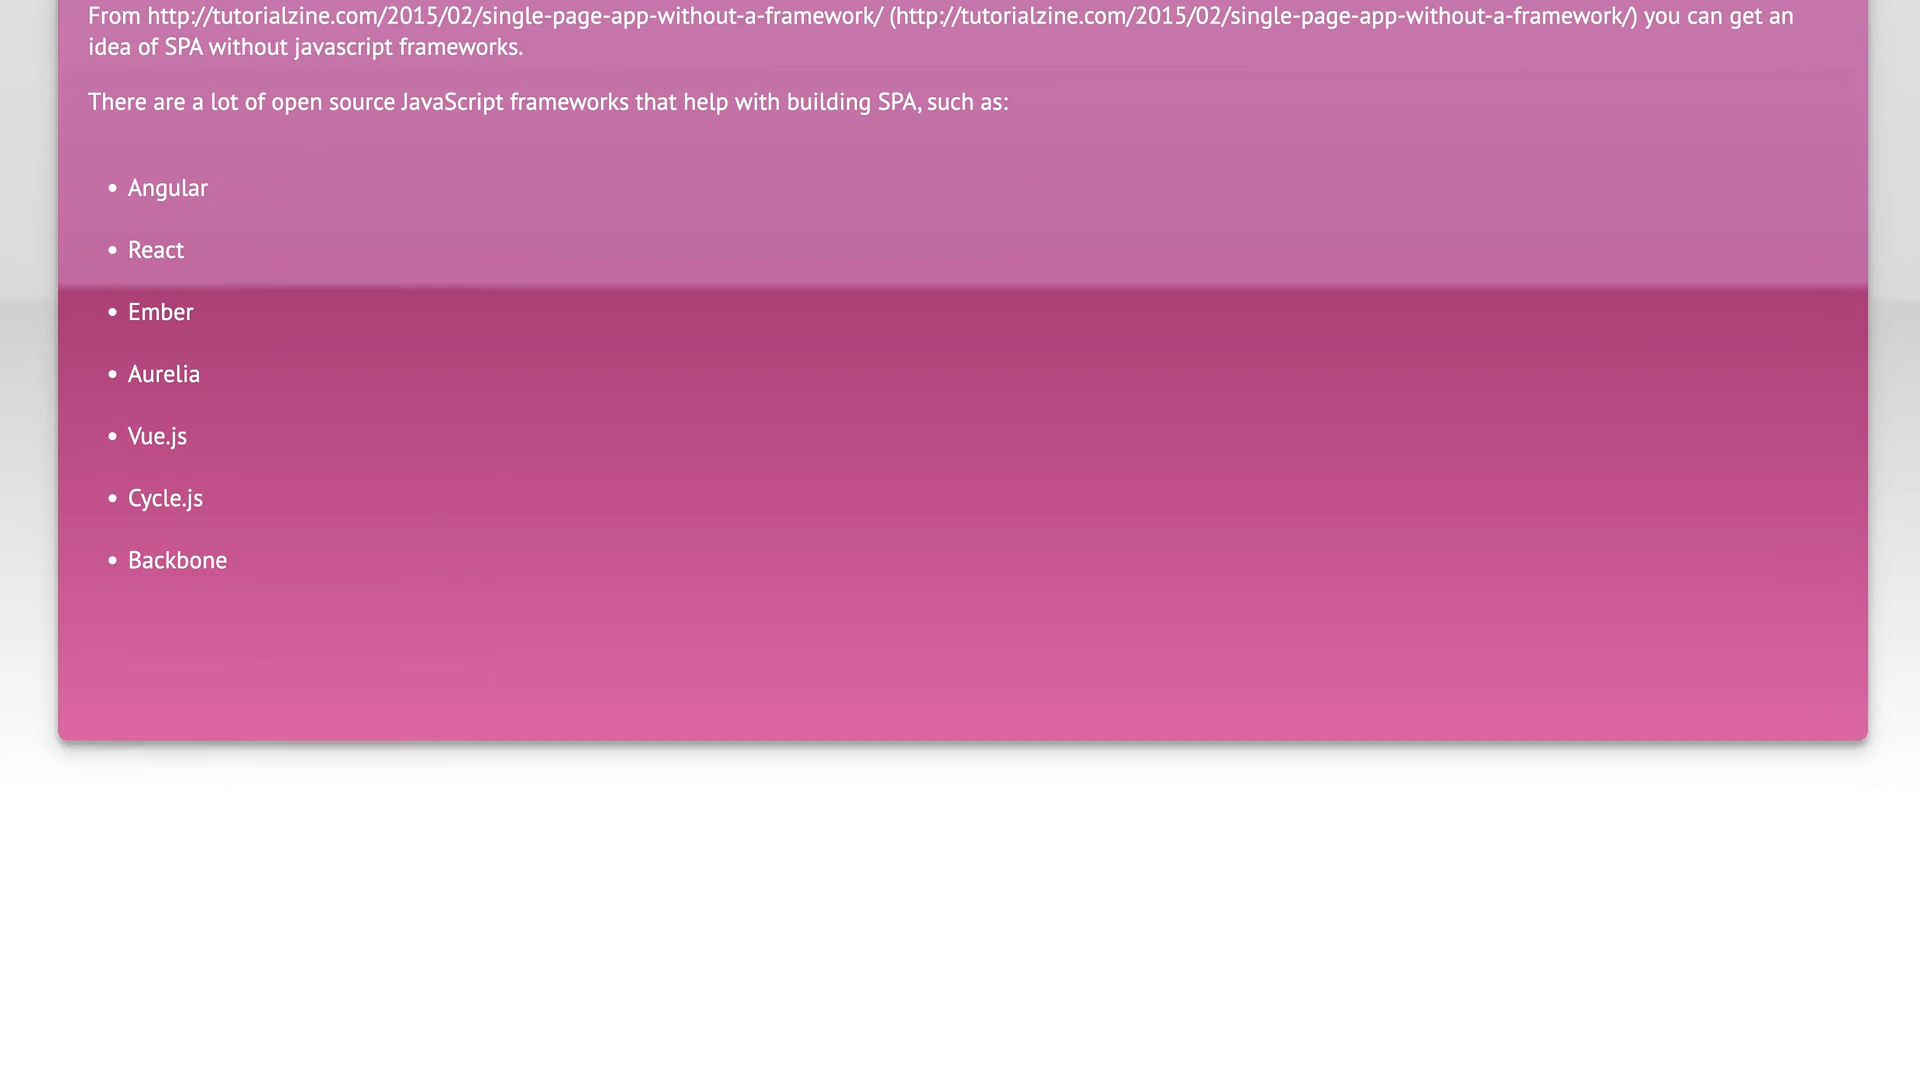 From http://tutorialzine.com/2015/02/single-page-app-without-a-framework/ (http://tutorialzine.com/2015/02/single-page-app-without-a-framework/) you can get an
idea of SPA without javascript frameworks.
There are a lot of open source JavaScript frameworks that help with building SPA, such as:
• Angular
• React
• Ember
• Aurelia
• Vue.js
• Cycle.js
• Backbone